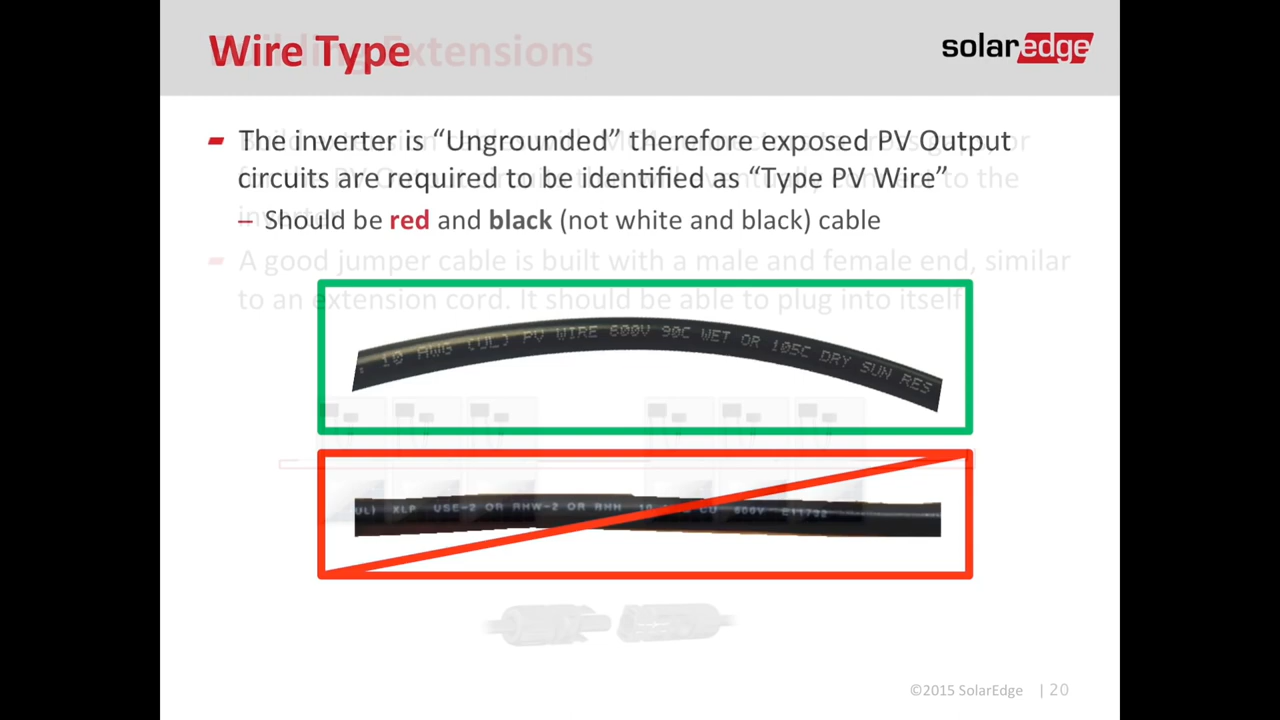 Wire Type
Extensions
solaredge
The inverter is “Ungrounded” therefore exposed PV Output
circuits are required to be identified as “Type PV Wire”
– Should be red and black (not white and black) cable
A good jumper cable is built with a male and female end, similar
to an extension cord. It should be able to plug into itself
10 AWG (UL) PV WIRE 600V 90C WET OR 105C DRY SUN RES
UL) XLP USE-2 OR RHW-2 OR RHH 10 CU 600V
©2015 SolarEdge | 20